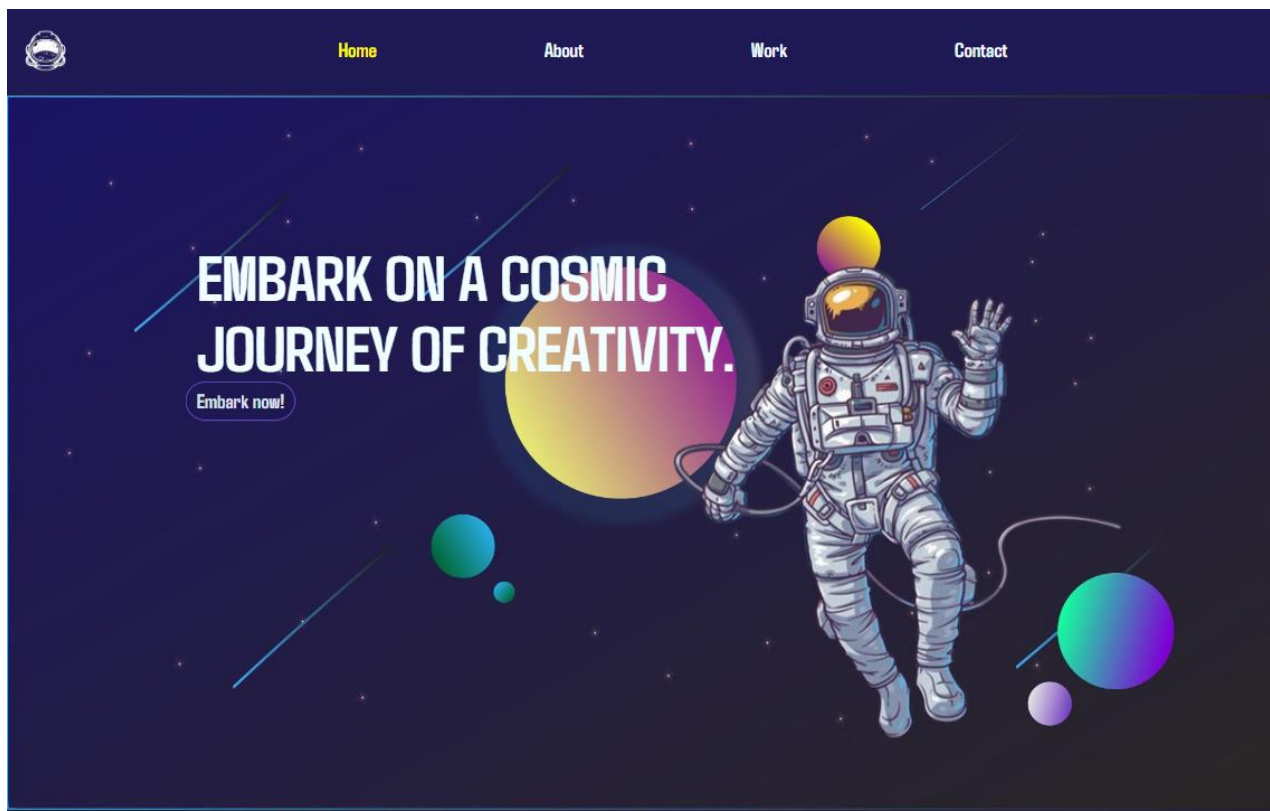 Home
About
Work
Contact
EMBARK ON A COSMIC
JOURNEY OF CREATIVITY.
Embark now!